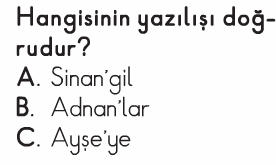 Hangisinin yazılışı doğ-
rudur?
A. Sinan'gil
B. Adnan'lar
C. Ayşe'ye